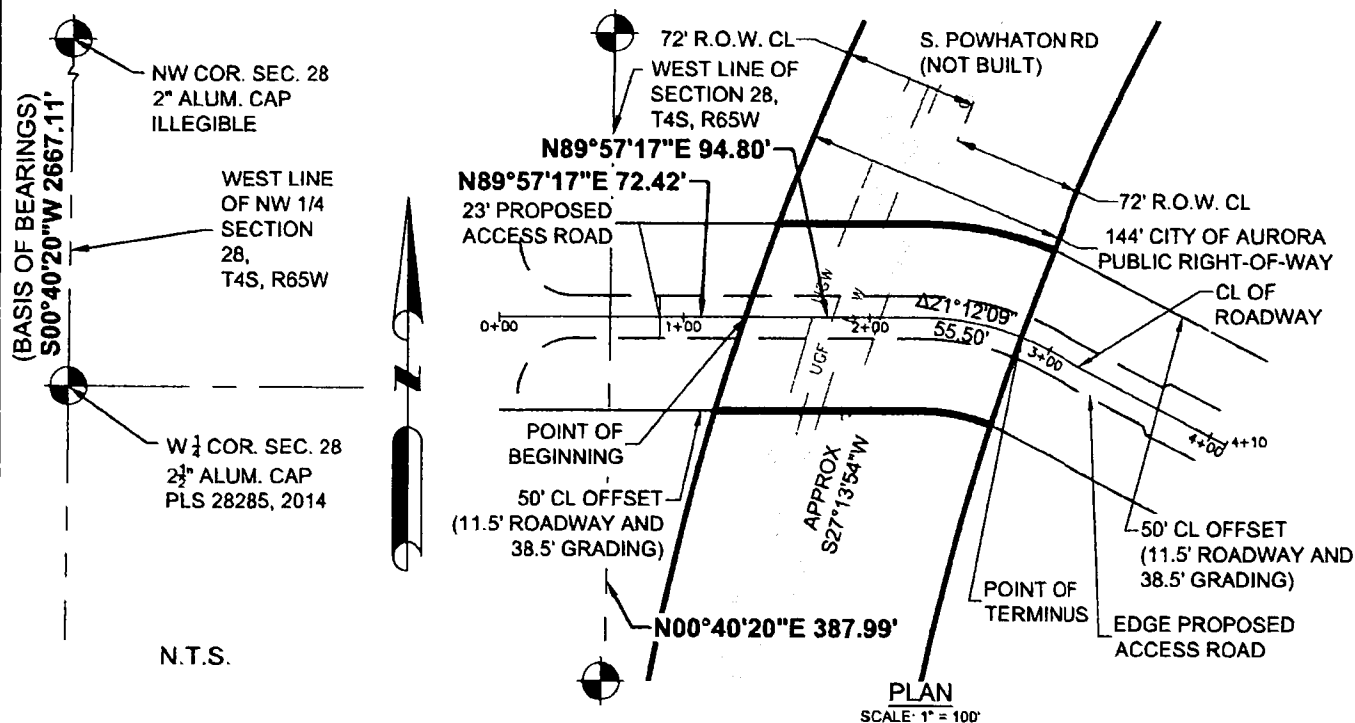 (BASIS OF BEARINGS)
S00°40'20"W 2667.11'
NW COR. SEC. 28
2" ALUM. CAP
ILLEGIBLE
WEST LINE
OF NW 1/4
SECTION
28,
T4S, R65W
W 1/4 COR. SEC. 28
2½" ALUM. CAP
PLS 28285, 2014
N.T.S.
N
72' R.O.W. CL
WEST LINE OF
SECTION 28,
T4S, R65W
S. POWHATON RD
(NOT BUILT)
N89°57'17"E 94.80'
N89°57'17"E 72.42'
23' PROPOSED
ACCESS ROAD
72' R.O.W. CL
144' CITY OF AURORA
PUBLIC RIGHT-OF-WAY
CL OF
ROADWAY
0+00
1+00
2+00
Δ21°12'09"
55.50'
3+00
4+00
4+10
W
UGF
POINT OF
BEGINNING
50' CL OFFSET
(11.5' ROADWAY AND
38.5' GRADING)
APPROX
S27°13'54"W
50' CL OFFSET
(11.5' ROADWAY AND
38.5' GRADING)
POINT OF
TERMINUS
EDGE PROPOSED
ACCESS ROAD
N00°40'20"E 387.99'
PLAN
SCALE: 1" = 100'